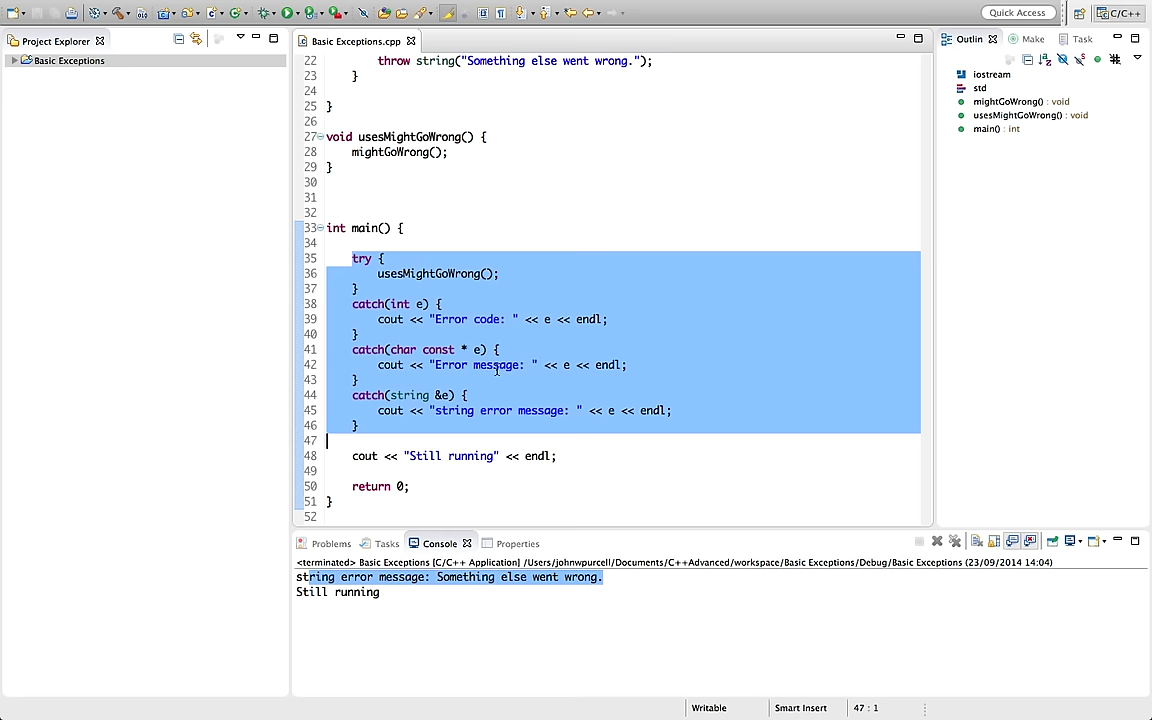 Quick Access
C/C++
Project Explorer
Basic Exceptions
Basic Exceptions.cpp
22 throw string("Something else went wrong.");
23 }
24
25 }
26
27 void usesMightGoWrong() {
28 mightGoWrong();
29 }
30
31
32
33 int main() {
34
35 try {
36 usesMightGoWrong();
37 }
38 catch(int e) {
39 cout << "Error code: " << e << endl;
40 }
41 catch(char const * e) {
42 cout << "Error message: " << e << endl;
43 }
44 catch(string &e) {
45 cout << "string error message: " << e << endl;
46 }
47
48 cout << "Still running" << endl;
49
50 return 0;
51 }
52
Outlin Make Task
iostream
std
mightGoWrong() : void
usesMightGoWrong() : void
main() : int
Problems Tasks Console Properties
<terminated> Basic Exceptions [C/C++ Application] /Users/johnwpurcell/Documents/C++Advanced/workspace/Basic Exceptions/Debug/Basic Exceptions (23/09/2014 14:04)
string error message: Something else went wrong.
Still running
Writable Smart Insert 47 : 1